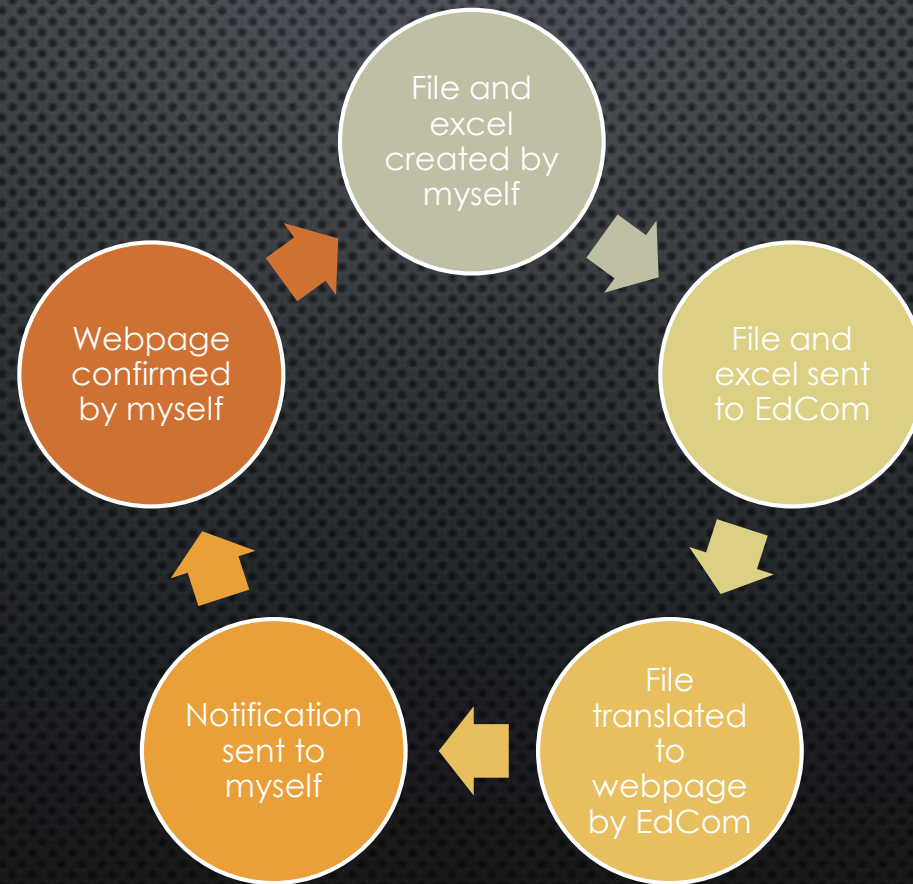 File and
excel
created by
myself
File and
excel sent
to EdCom
File
translated
to
webpage
by EdCom
Notification
sent to
myself
Webpage
confirmed
by myself